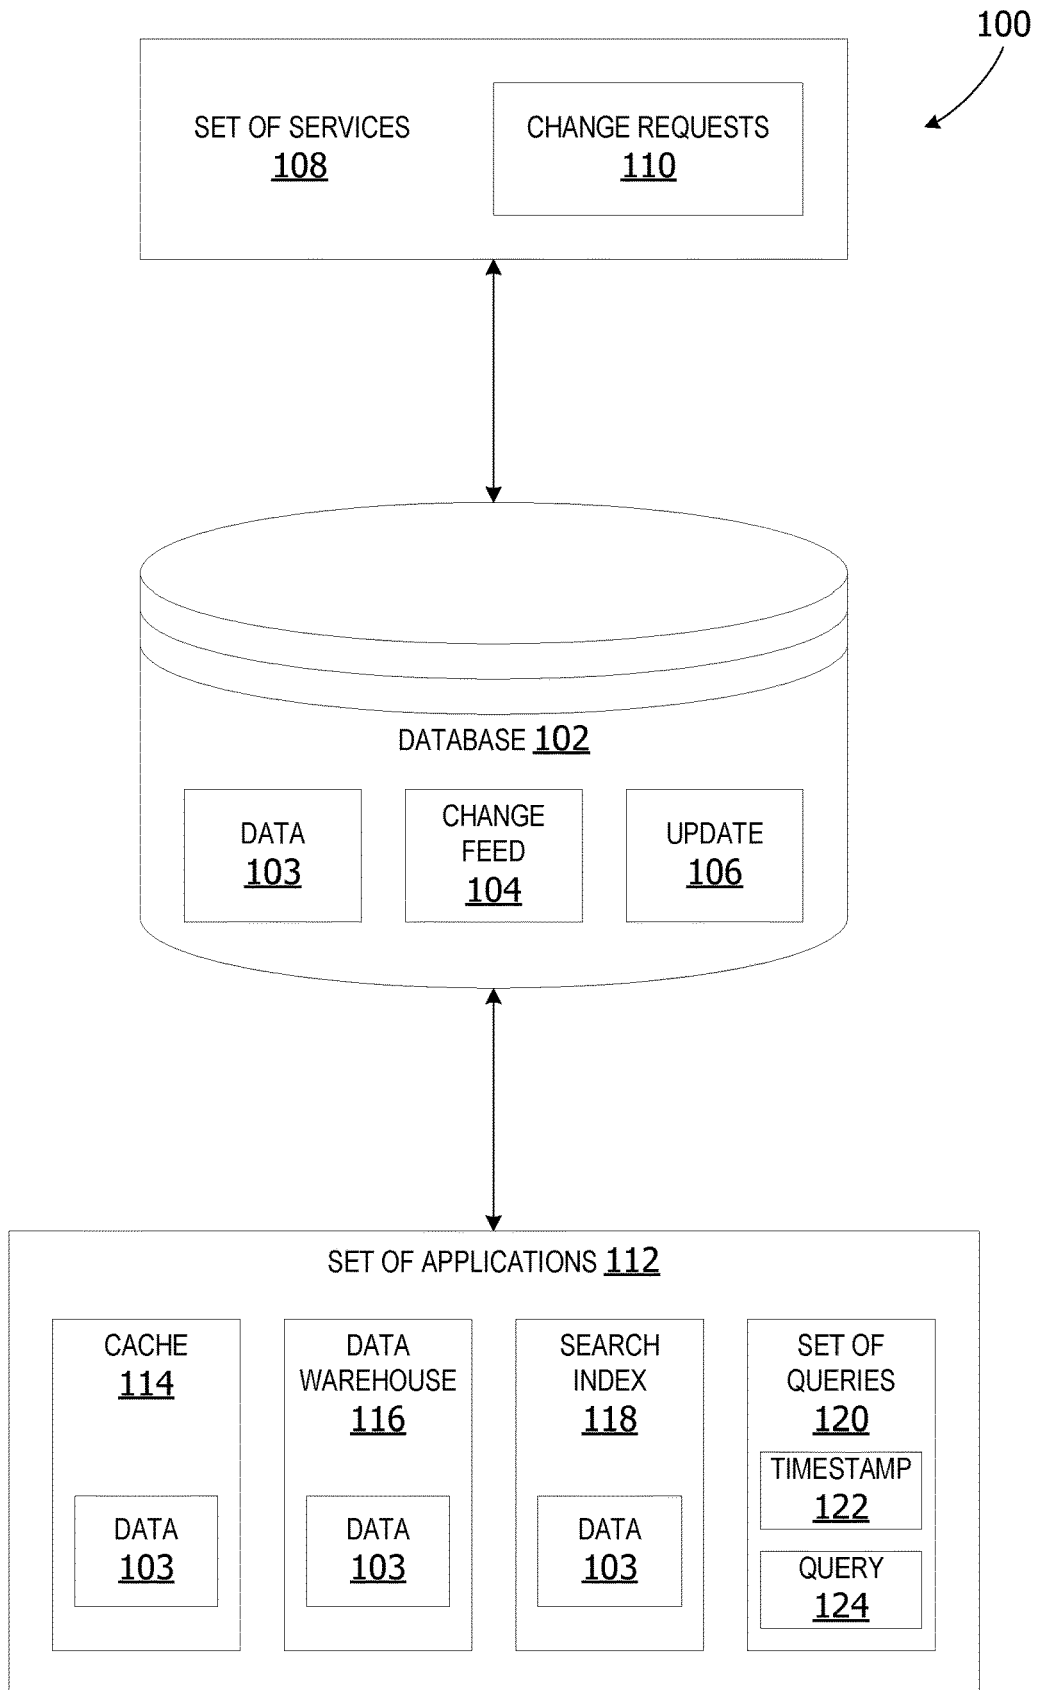 100
SET OF SERVICES
108
CHANGE REQUESTS
110
DATABASE 102
DATA
103
CHANGE
FEED
104
UPDATE
106
SET OF APPLICATIONS 112
CACHE
114
DATA
103
DATA
WAREHOUSE
116
DATA
103
SEARCH
INDEX
118
DATA
103
SET OF
QUERIES
120
TIMESTAMP
122
QUERY
124